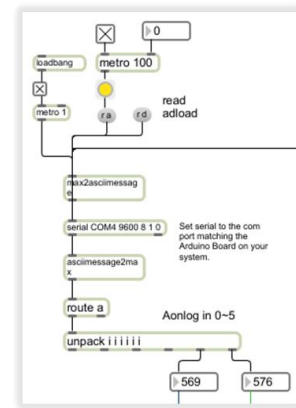 0
loadbang
metro 100
metro 1
r a
r d
read
adload
max2asciimessag
e
serial COM4 9600 8 1 0
Set serial to the com
port matching the
Arduino Board on your
system.
asciimessage2ma
x
route a
Aonlog in 0~5
unpack i i i i i i
569
576